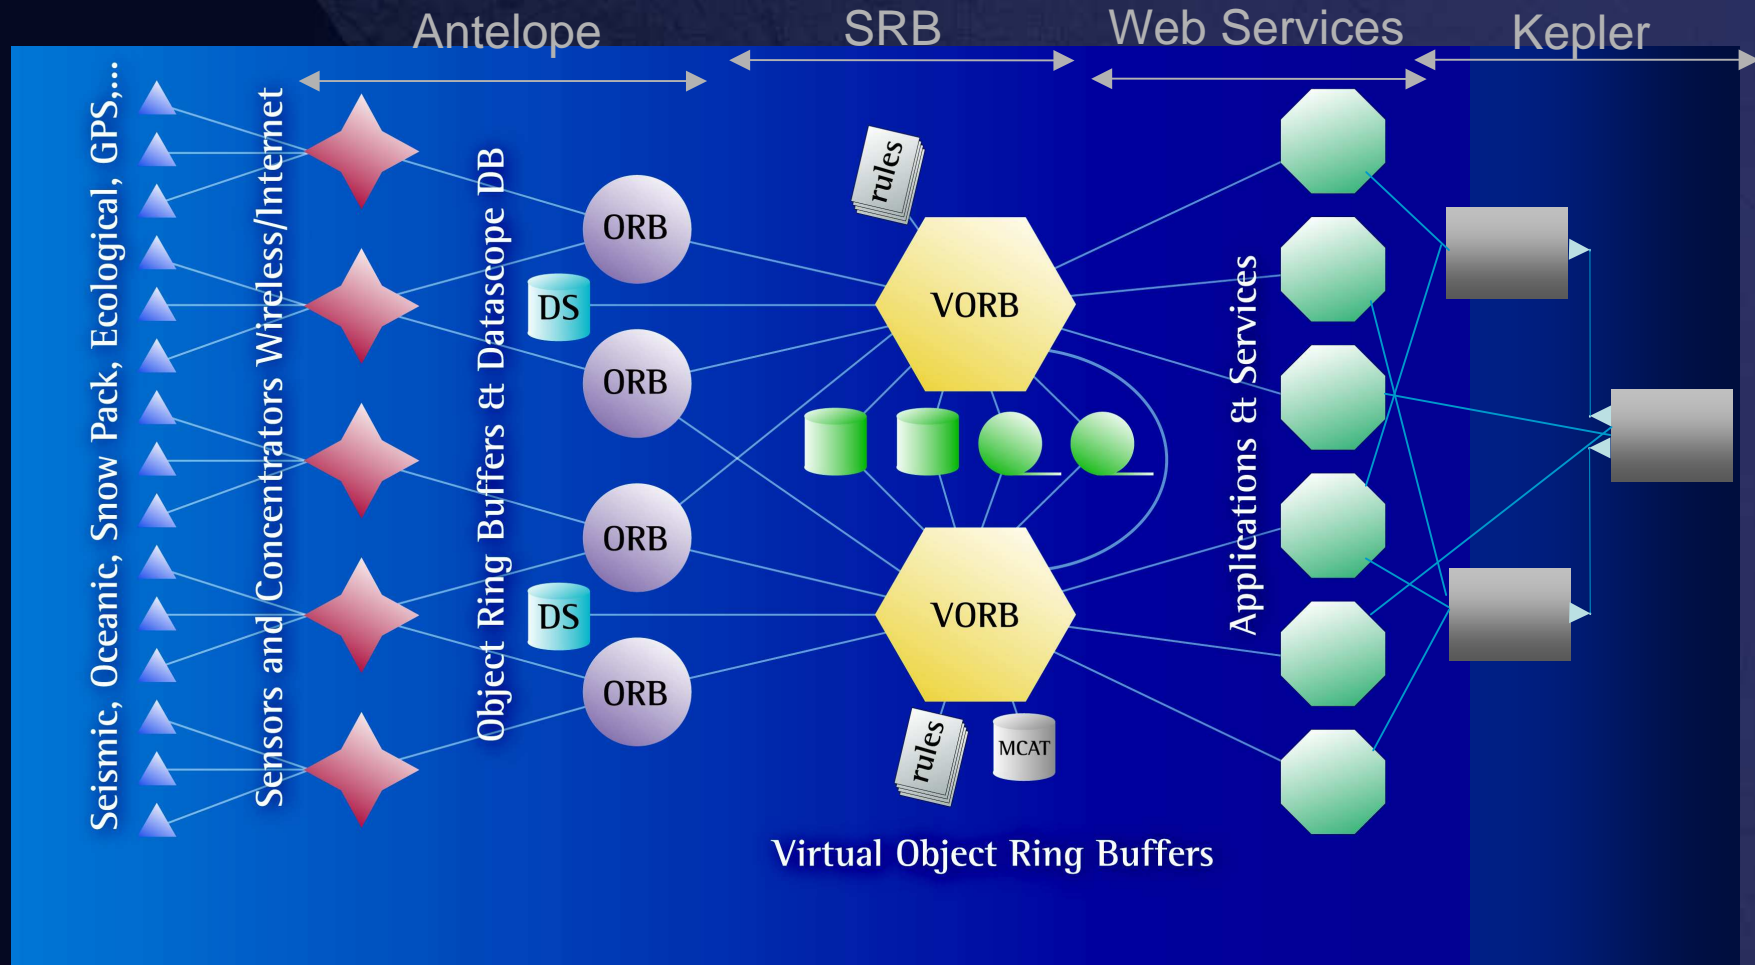 Antelope
SRB
Web Services
Kepler
Seismic, Oceanic, Snow Pack, Ecological, GPS,...
Sensors and Concentrators Wireless/Internet
Object Ring Buffers & Datascope DB
ORB
DS
ORB
ORB
DS
ORB
rules
VORB
VORB
rules
MCAT
Applications & Services
Virtual Object Ring Buffers